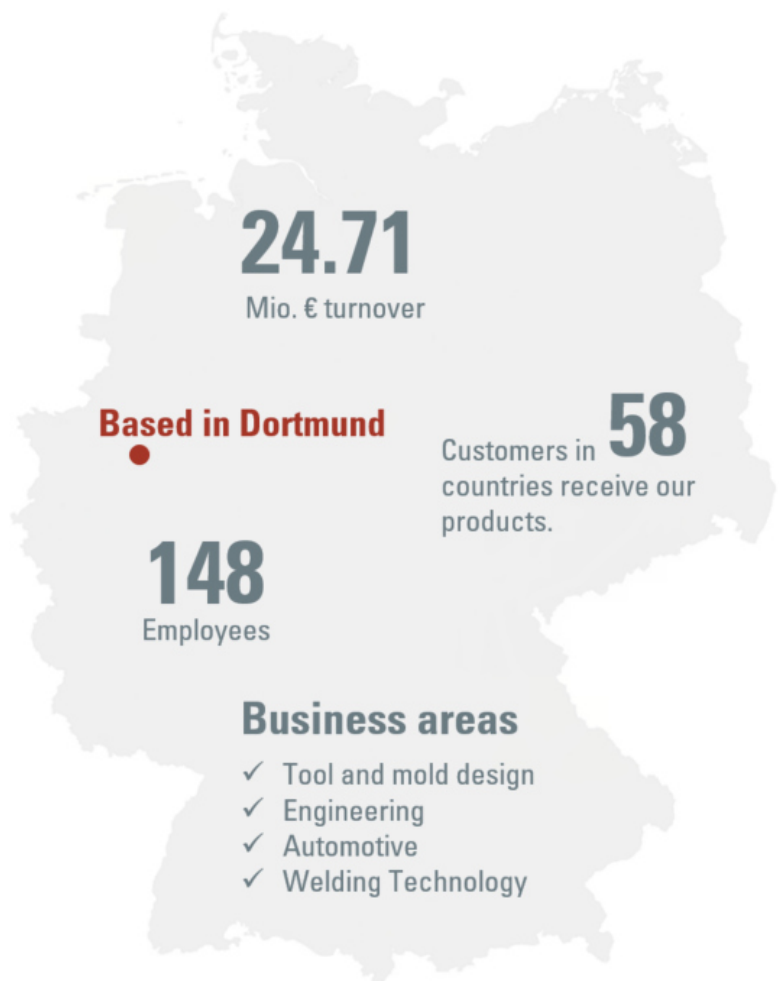 24.71
Mio. € turnover
Based in Dortmund
Customers in 58
countries receive our
products.
148
Employees
Business areas
✓ Tool and mold design
✓ Engineering
✓ Automotive
✓ Welding Technology